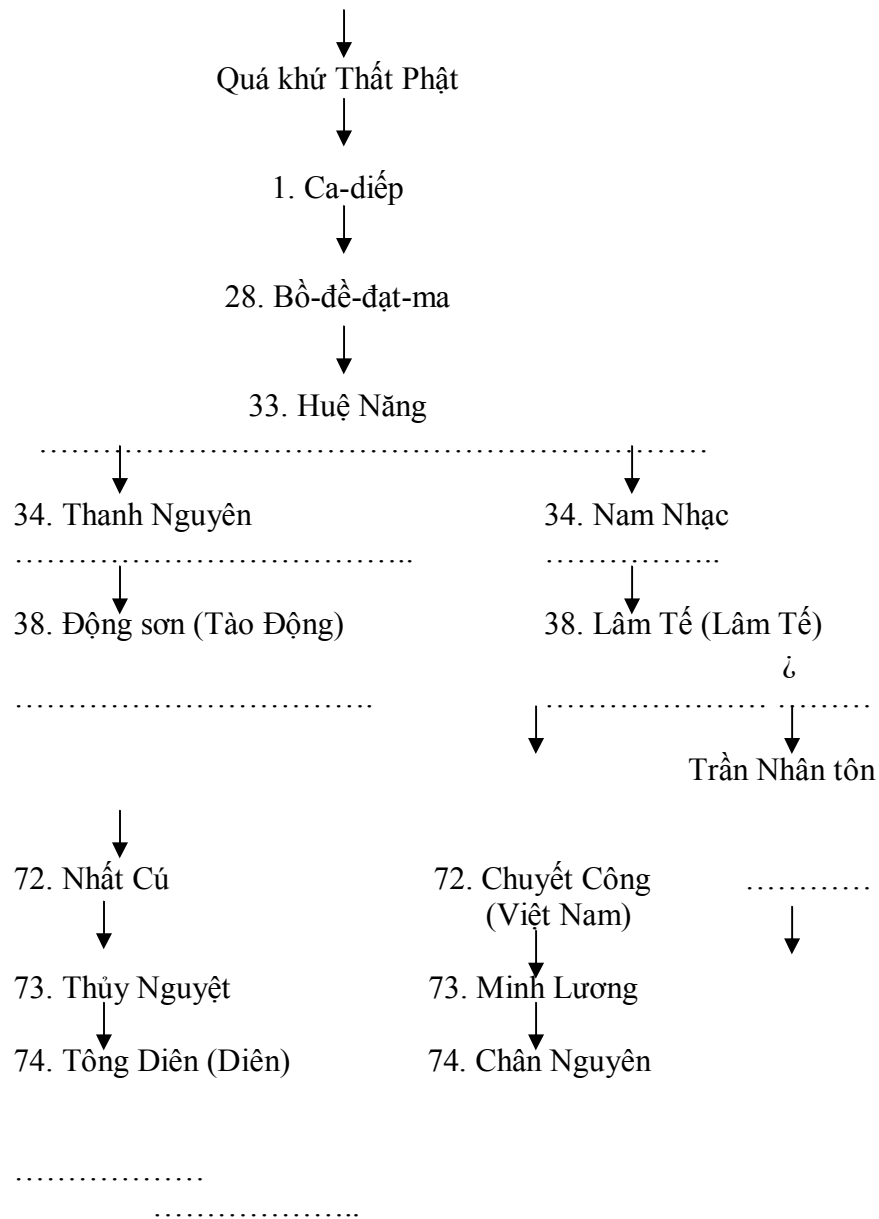 Quá khứ Thất Phật
1. Ca-diếp
28. Bồ-đề-đạt-ma
33. Huệ Năng
…………………………………………………………
34. Thanh Nguyên 34. Nam Nhạc
……………………………….. ……………..
38. Động sơn (Tào Động) 38. Lâm Tế (Lâm Tế)
¿
……………………………. ………………… ………
Trần Nhân tôn
72. Nhất Cú 72. Chuyết Công …………
(Việt Nam)
73. Thủy Nguyệt 73. Minh Lương
74. Tông Diên (Diên) 74. Chân Nguyên
………………
………………..